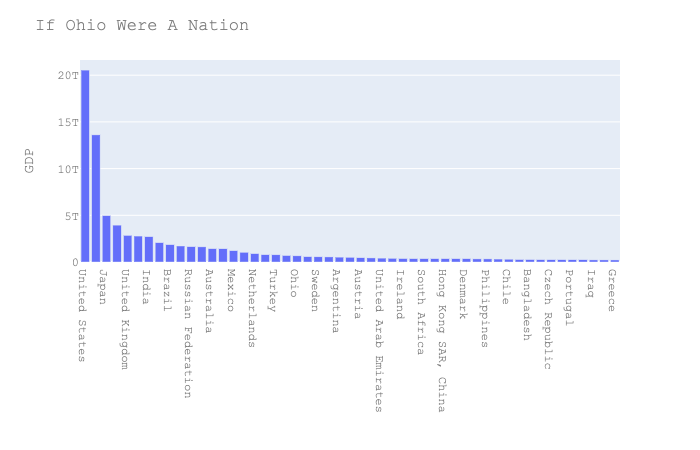 If Ohio Were A Nation
GDP
20T
15T
10T
5T
0
United States
Japan
United Kingdom
India
Brazil
Russian Federation
Australia
Mexico
Netherlands
Turkey
Ohio
Sweden
Argentina
Austria
United Arab Emirates
Ireland
South Africa
Hong Kong SAR, China
Denmark
Philippines
Chile
Bangladesh
Czech Republic
Portugal
Iraq
Greece